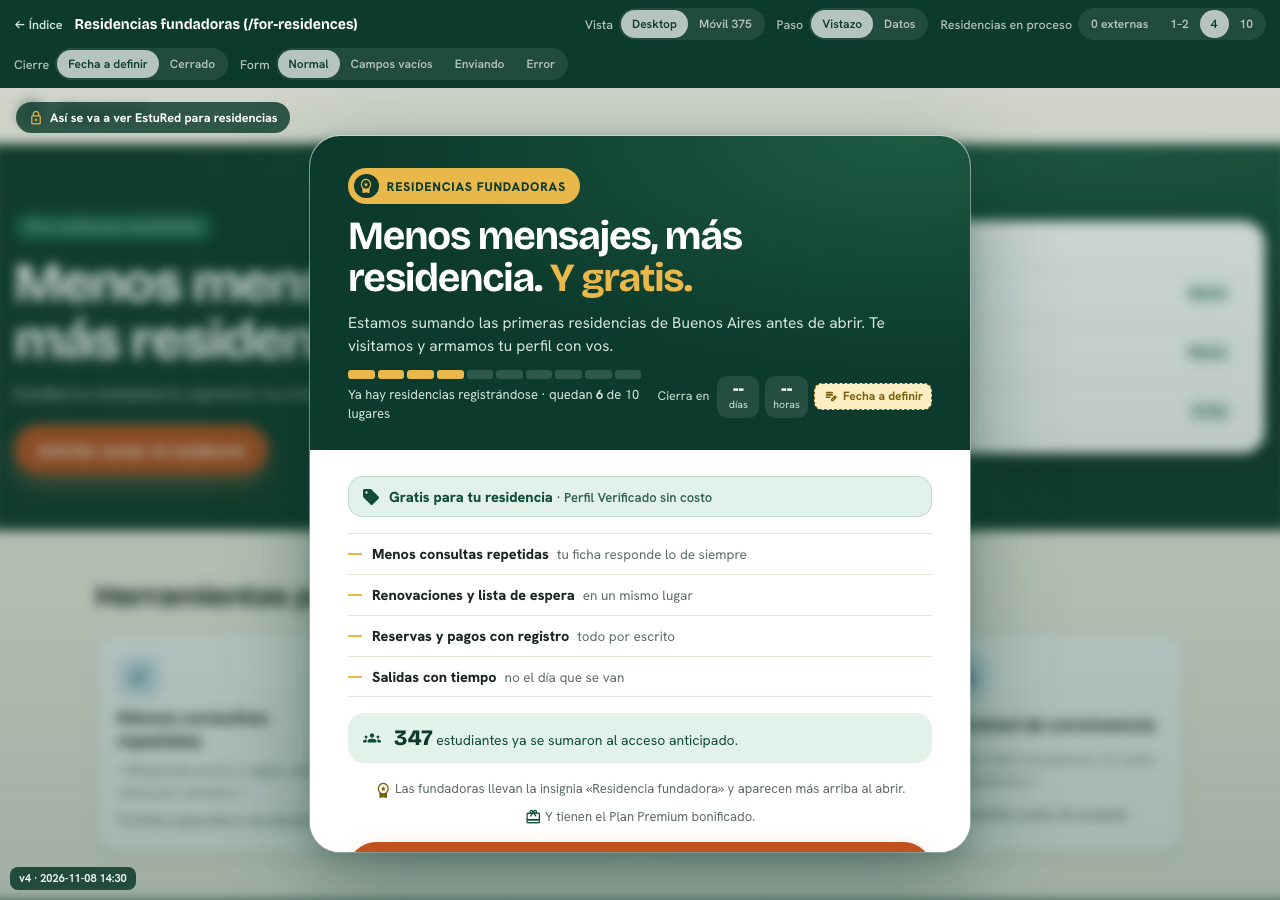 ← Índice Residencias fundadoras (/for-residences) Vista Desktop Móvil 375 Paso Vistazo Datos Residencias en proceso 0 externas 1–2 4 10
Cierre Fecha a definir Cerrado Form Normal Campos vacíos Enviando Error
Así se va a ver EstuRed para residencias
RESIDENCIAS FUNDADORAS
Menos mensajes, más
residencia. Y gratis.
Estamos sumando las primeras residencias de Buenos Aires antes de abrir. Te
visitamos y armamos tu perfil con vos.
Ya hay residencias registrándose · quedan 6 de 10
lugares
Cierra en -- días -- horas Fecha a definir
Gratis para tu residencia · Perfil Verificado sin costo
Menos consultas repetidas tu ficha responde lo de siempre
Renovaciones y lista de espera en un mismo lugar
Reservas y pagos con registro todo por escrito
Salidas con tiempo no el día que se van
347 estudiantes ya se sumaron al acceso anticipado.
Las fundadoras llevan la insignia «Residencia fundadora» y aparecen más arriba al abrir.
Y tienen el Plan Premium bonificado.
v4 · 2026-11-08 14:30